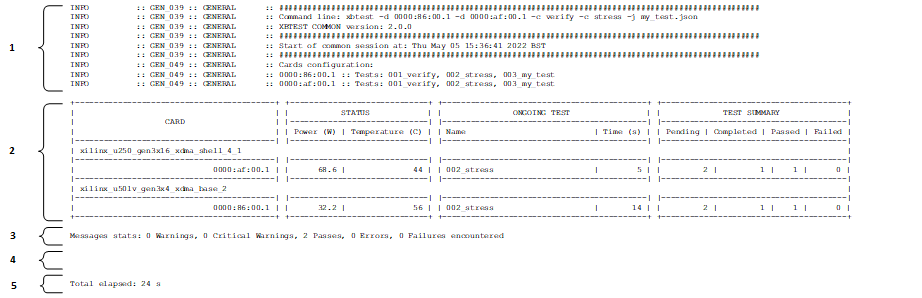 INFO :: GEN_039 :: GENERAL :: ################################################################################
INFO :: GEN_039 :: GENERAL :: Command line: xbtest -d 0000:86:00.1 -d 0000:af:00.1 -c verify -c stress -j my_test.json
INFO :: GEN_039 :: GENERAL :: XBTEST COMMON version: 2.0.0
INFO :: GEN_039 :: GENERAL :: ################################################################################
INFO :: GEN_039 :: GENERAL :: Start of common session at: Thu May 05 15:36:41 2022 BST
INFO :: GEN_039 :: GENERAL :: ################################################################################
INFO :: GEN_049 :: GENERAL :: Cards configuration:
INFO :: GEN_049 :: GENERAL :: 0000:86:00.1 :: Tests: 001_verify, 002_stress, 003_my_test
INFO :: GEN_049 :: GENERAL :: 0000:af:00.1 :: Tests: 001_verify, 002_stress, 003_my_test
1
CARD | STATUS | ONGOING TEST | TEST SUMMARY
| Power (W) | Temperature (C) | | Name | Time (s) | | Pending | Completed | Passed | Failed |
2
| xilinx_u250_gen3x16_xdma_shell_4_1 |
| 0000:af:00.1 | | 68.6 | 44 | | 002_stress | 5 | | 2 | 1 | 1 | 0 |
| xilinx_u50lv_gen3x4_xdma_base_2 |
| 0000:86:00.1 | | 32.2 | 56 | | 002_stress | 14 | | 2 | 1 | 1 | 0 |
3 Messages stats: 0 Warnings, 0 Critical Warnings, 2 Passes, 0 Errors, 0 Failures encountered
4
5 Total elapsed: 24 s